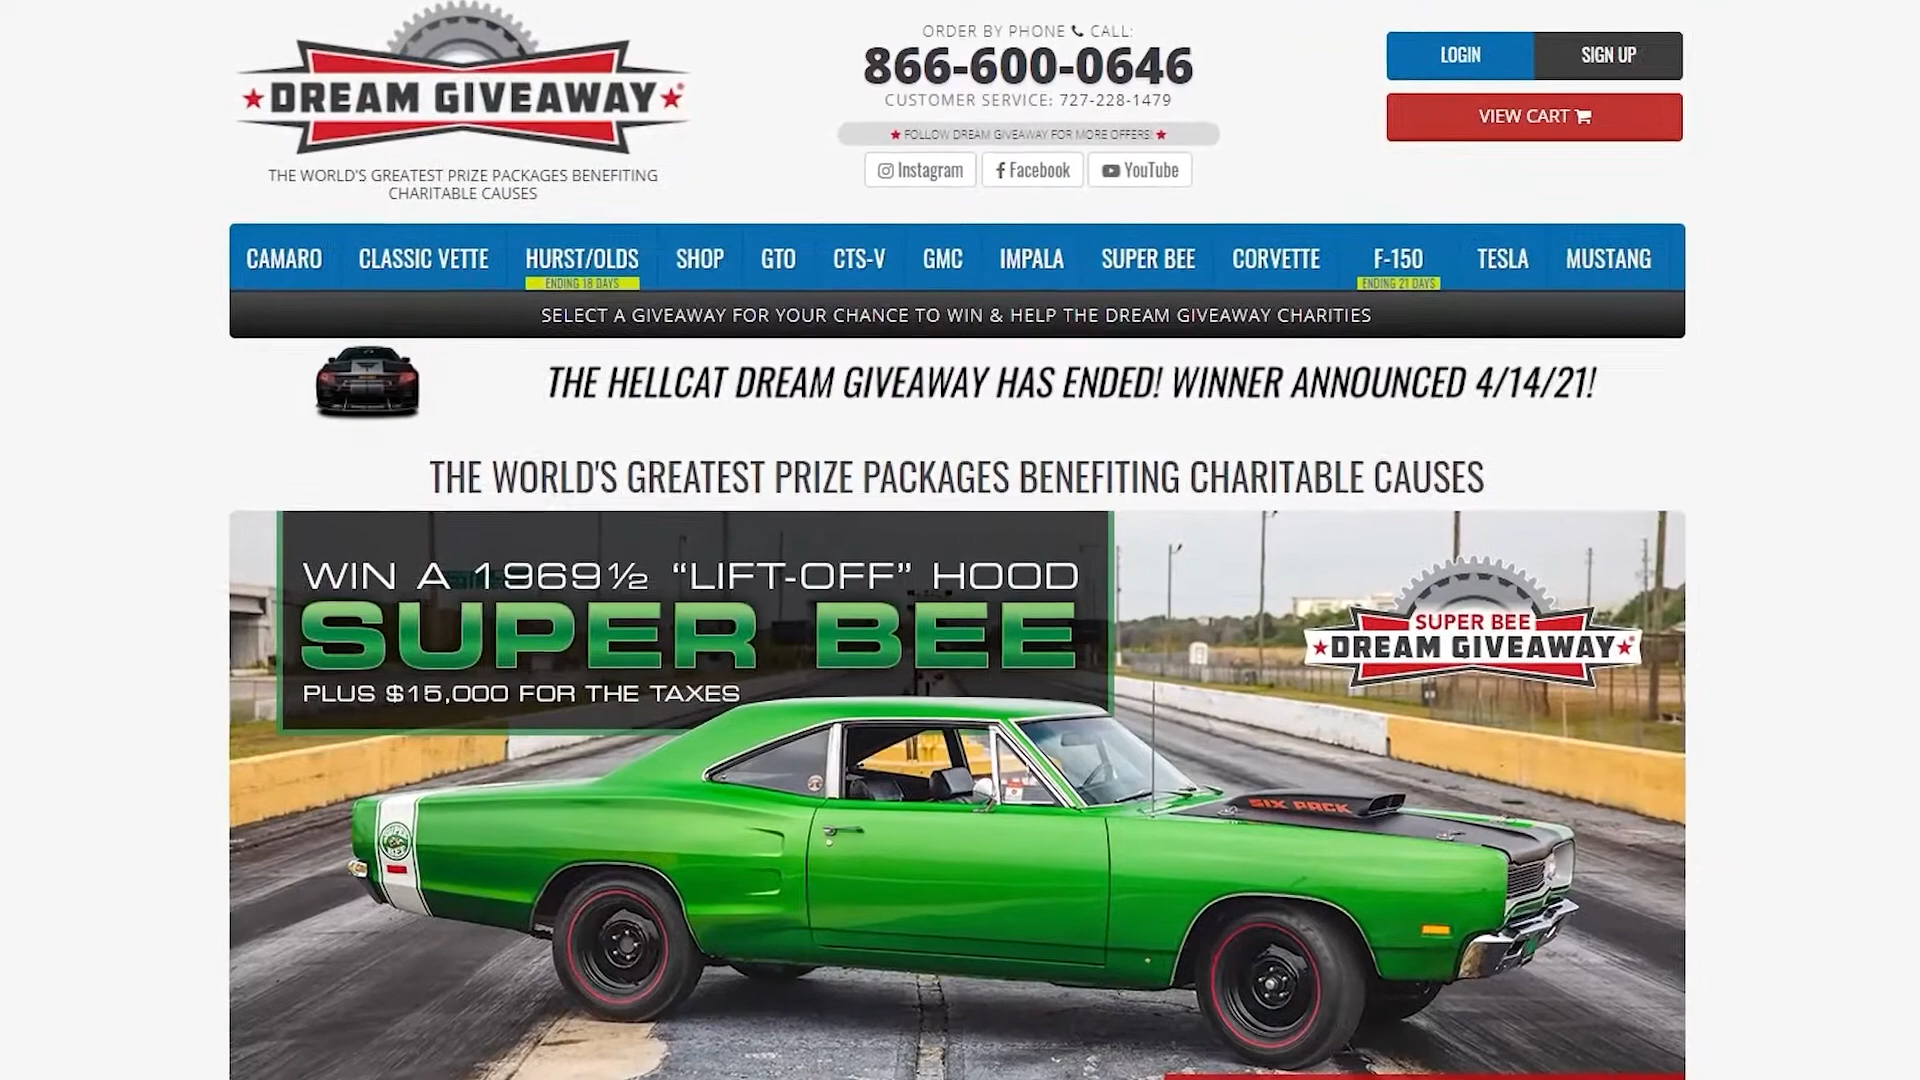 DREAM GIVEAWAY
THE WORLD'S GREATEST PRIZE PACKAGES BENEFITING
CHARITABLE CAUSES
ORDER BY PHONE CALL:
866-600-0646
CUSTOMER SERVICE: 727-228-1479
FOLLOW DREAM GIVEAWAY FOR MORE OFFERS!
Instagram Facebook YouTube
LOGIN SIGN UP
VIEW CART
CAMARO CLASSIC VETTE HURST/OLDS SHOP GTO CTS-V GMC IMPALA SUPER BEE CORVETTE F-150 TESLA MUSTANG
ENDING 18 DAYS ENDING 21 DAYS
SELECT A GIVEAWAY FOR YOUR CHANCE TO WIN & HELP THE DREAM GIVEAWAY CHARITIES
THE HELLCAT DREAM GIVEAWAY HAS ENDED! WINNER ANNOUNCED 4/14/21!
THE WORLD'S GREATEST PRIZE PACKAGES BENEFITING CHARITABLE CAUSES
WIN A 1969½ “LIFT-OFF” HOOD
SUPER BEE
PLUS $15,000 FOR THE TAXES
SUPER BEE
DREAM GIVEAWAY
SIX PACK
SUPER
BEE